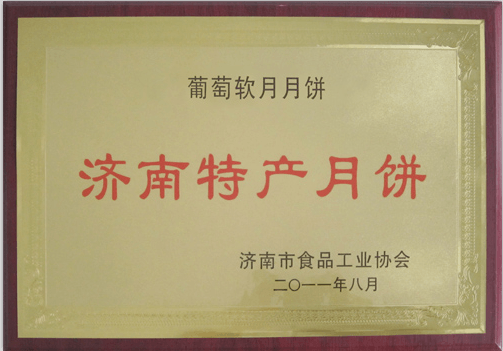 葡萄软月月饼
济南特产月饼
济南市食品工业协会
二〇一一年八月